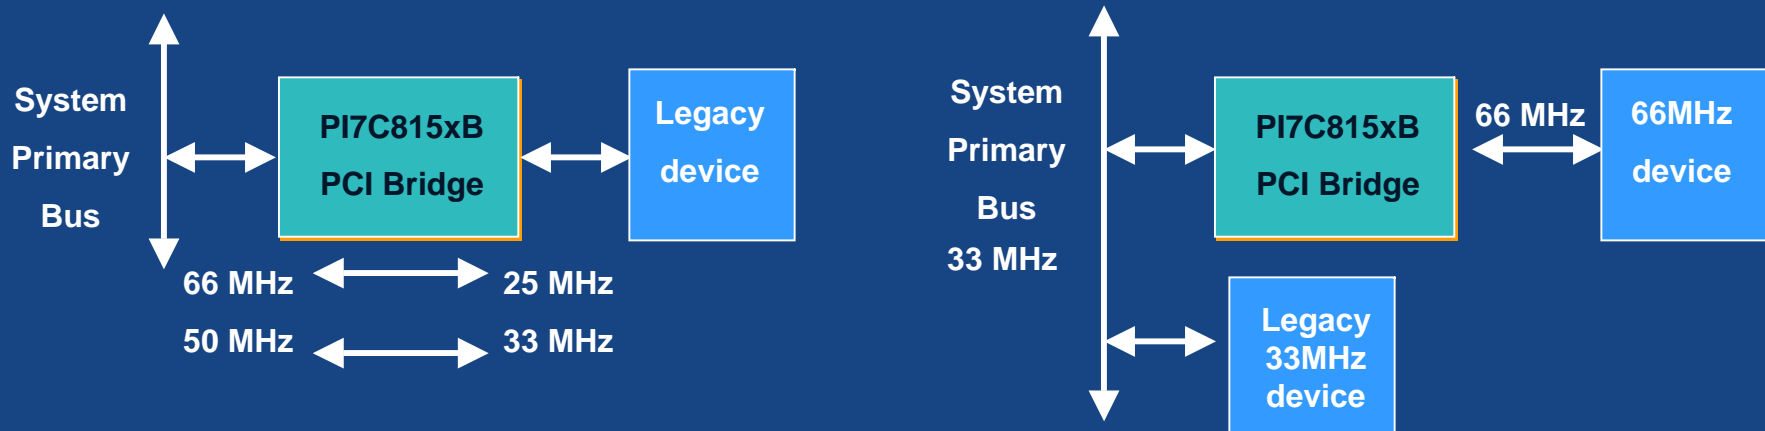 System
Primary
Bus
PI7C815xB
PCI Bridge
Legacy
device
66 MHz
25 MHz
50 MHz
33 MHz
System
Primary
Bus
33 MHz
PI7C815xB
PCI Bridge
66 MHz
66MHz
device
Legacy
33MHz
device